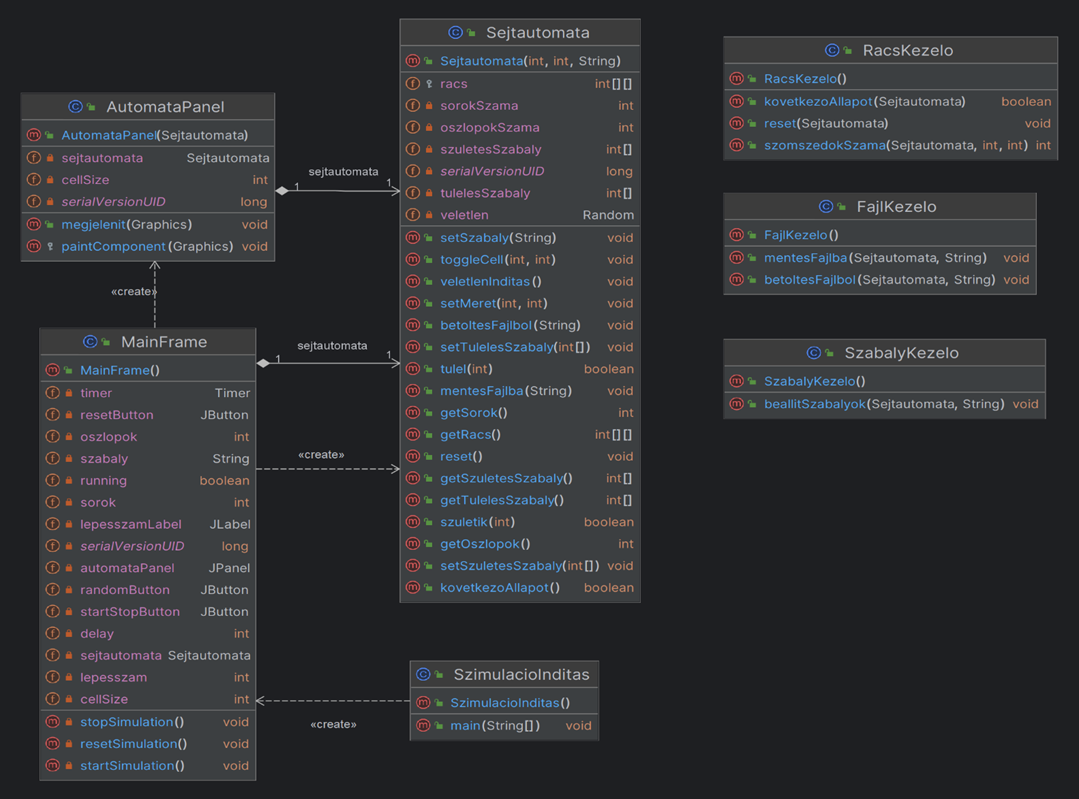 AutomataPanel
AutomataPanel(Sejtautomata)
sejtautomata Sejtautomata
cellSize int
serialVersionUID long
megjelenit(Graphics) void
paintComponent(Graphics) void
«create»
MainFrame
MainFrame()
timer Timer
resetButton JButton
oszlopok int
szabaly String
running boolean
sorok int
lepesszamLabel JLabel
serialVersionUID long
automataPanel JPanel
randomButton JButton
startStopButton JButton
delay int
sejtautomata Sejtautomata
lepesszam int
cellSize int
stopSimulation() void
resetSimulation() void
startSimulation() void
sejtautomata
1 1
sejtautomata
1 1
«create»
Sejtautomata
Sejtautomata(int, int, String)
racs int[][]
sorokSzama int
oszlopokSzama int
szuletesSzabaly int[]
serialVersionUID long
tulelesSzabaly int[]
veletlen Random
setSzabaly(String) void
toggleCell(int, int) void
veletlenInditas() void
setMeret(int, int) void
betoltesFajlbol(String) void
setTulelesSzabaly(int[]) void
tulel(int) boolean
mentesFajlba(String) void
getSorok() int
getRacs() int[][]
reset() void
getSzuletesSzabaly() int[]
getTulelesSzabaly() int[]
szuletik(int) boolean
getOszlopok() int
setSzuletesSzabaly(int[]) void
kovetkezoAllapot() boolean
SzimulacioInditas
SzimulacioInditas()
main(String[]) void
«create»
RacsKezelo
RacsKezelo()
kovetkezoAllapot(Sejtautomata) boolean
reset(Sejtautomata) void
szomszedokSzama(Sejtautomata, int, int) int
FajlKezelo
FajlKezelo()
mentesFajlba(Sejtautomata, String) void
betoltesFajlbol(Sejtautomata, String) void
SzabalyKezelo
SzabalyKezelo()
beallitSzabalyok(Sejtautomata, String) void